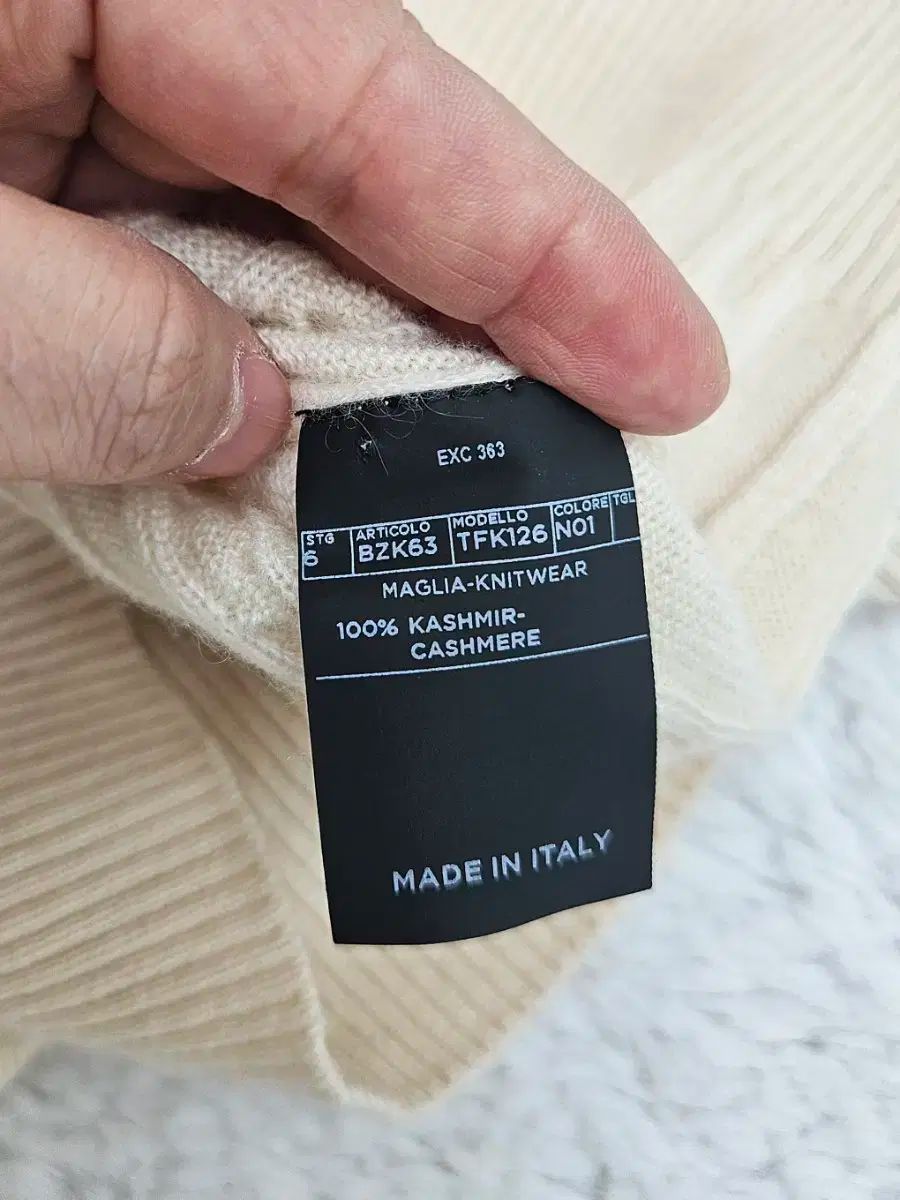 EXC 363
STG ARTICOLO MODELLO COLORE TGL
6 BZK63 TFK126 N01
MAGLIA-KNITWEAR
100% KASHMIR-
CASHMERE
MADE IN ITALY